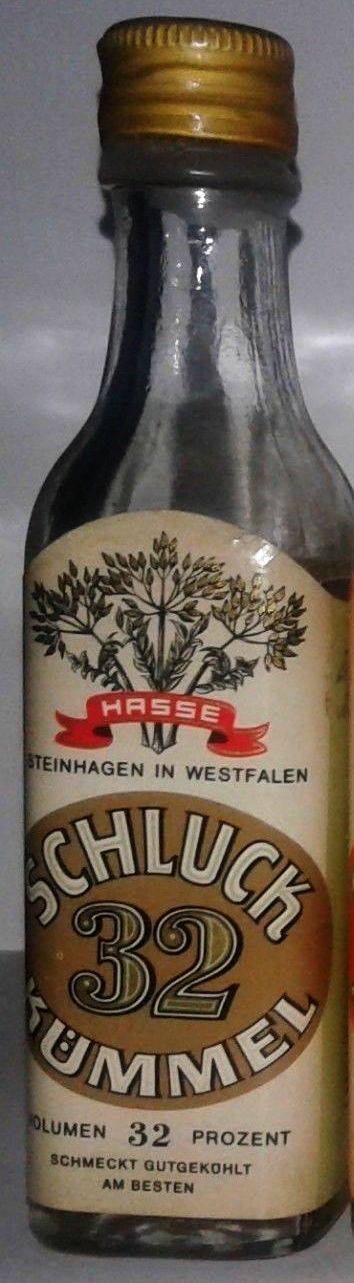 HASSE
STEINHAGEN IN WESTFALEN
SCHLUCK
32
KÜMMEL
VOLUMEN 32 PROZENT
SCHMECKT GUTGEKÜHLT
AM BESTEN